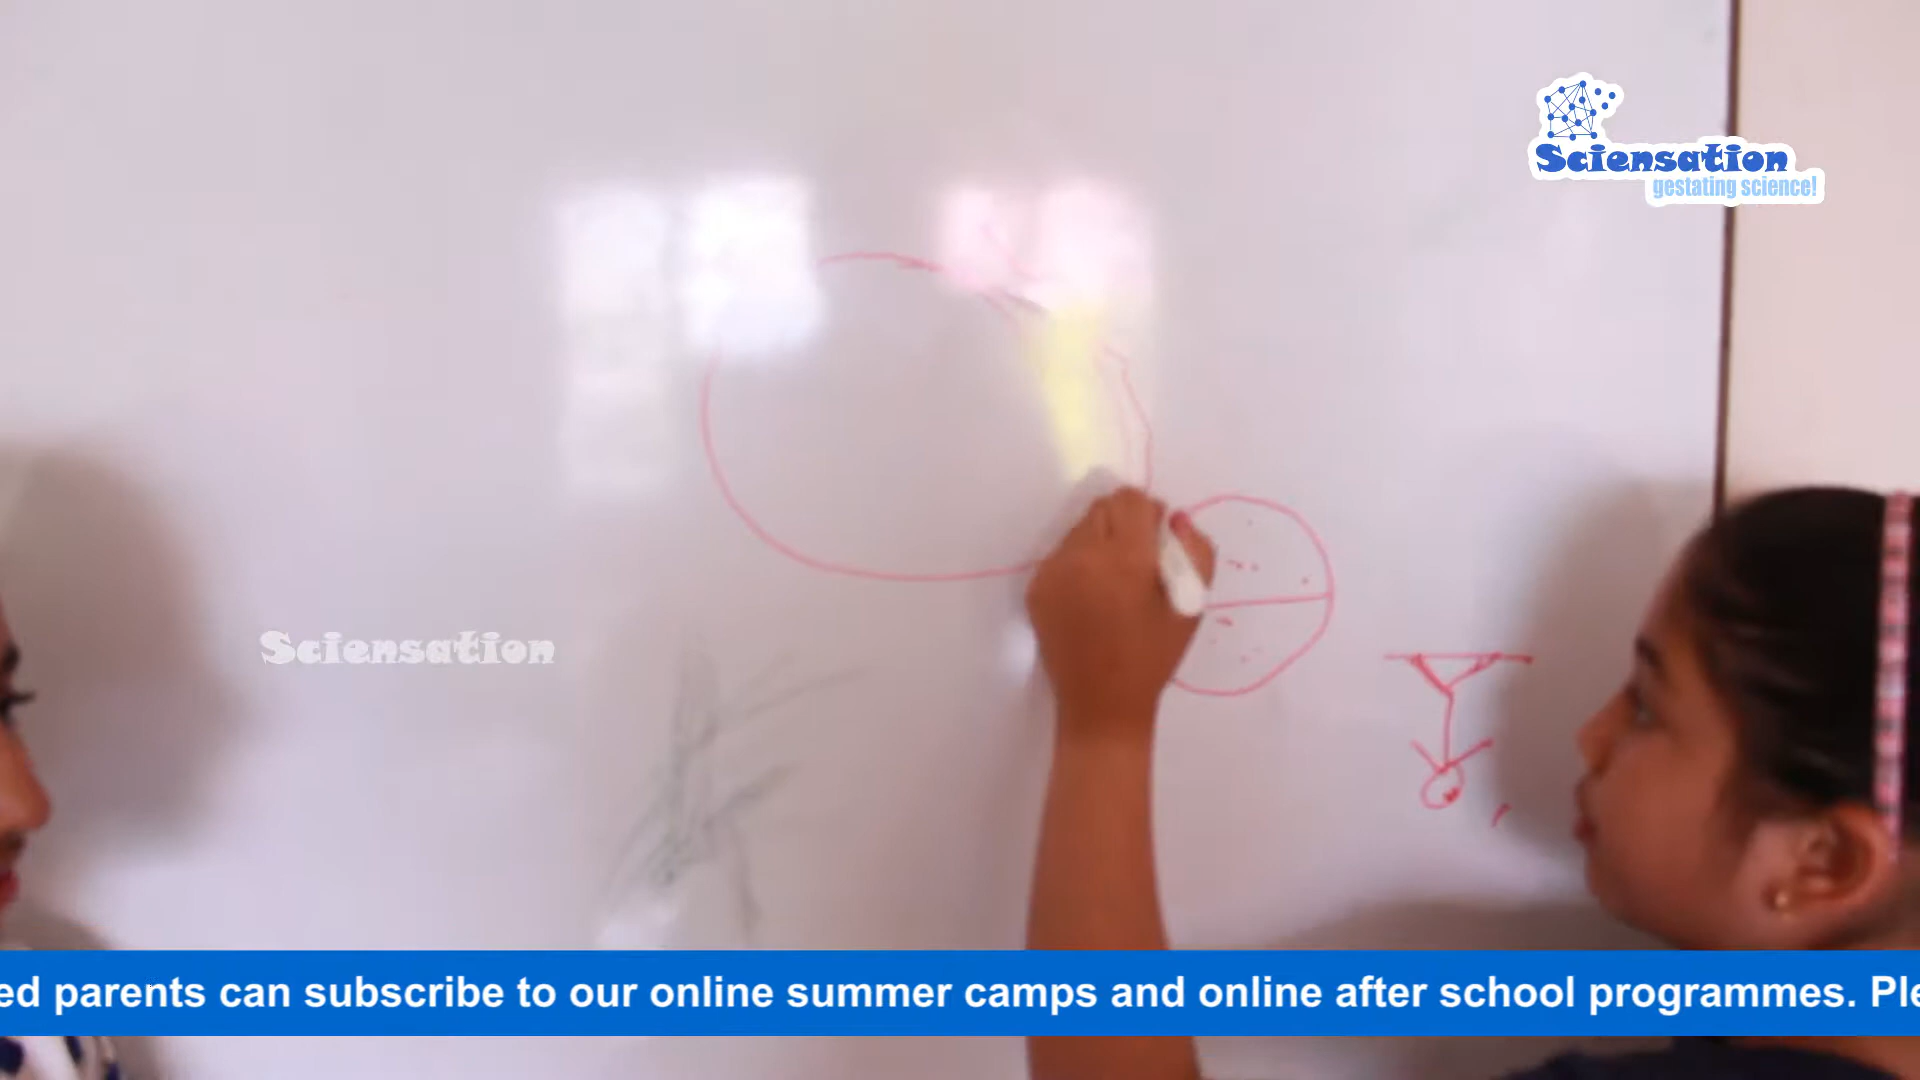 Sciensation
gestating science!
Sciensation
ed parents can subscribe to our online summer camps and online after school programmes. Ple